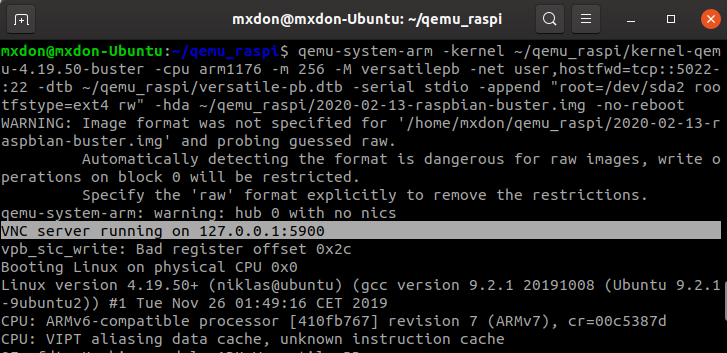 mxdon@mxdon-Ubuntu: ~/qemu_raspi
mxdon@mxdon-Ubuntu:~/qemu_raspi$ qemu-system-arm -kernel ~/qemu_raspi/kernel-qem
u-4.19.50-buster -cpu arm1176 -m 256 -M versatilepb -net user,hostfwd=tcp::5022-
:22 -dtb ~/qemu_raspi/versatile-pb.dtb -serial stdio -append "root=/dev/sda2 roo
tfstype=ext4 rw" -hda ~/qemu_raspi/2020-02-13-raspbian-buster.img -no-reboot
WARNING: Image format was not specified for '/home/mxdon/qemu_raspi/2020-02-13-r
aspbian-buster.img' and probing guessed raw.
Automatically detecting the format is dangerous for raw images, write o
perations on block 0 will be restricted.
Specify the 'raw' format explicitly to remove the restrictions.
qemu-system-arm: warning: hub 0 with no nics
VNC server running on 127.0.0.1:5900
vpb_sic_write: Bad register offset 0x2c
Booting Linux on physical CPU 0x0
Linux version 4.19.50+ (niklas@ubuntu) (gcc version 9.2.1 20191008 (Ubuntu 9.2.1
-9ubuntu2)) #1 Tue Nov 26 01:49:16 CET 2019
CPU: ARMv6-compatible processor [410fb767] revision 7 (ARMv7), cr=00c5387d
CPU: VIPT aliasing data cache, unknown instruction cache